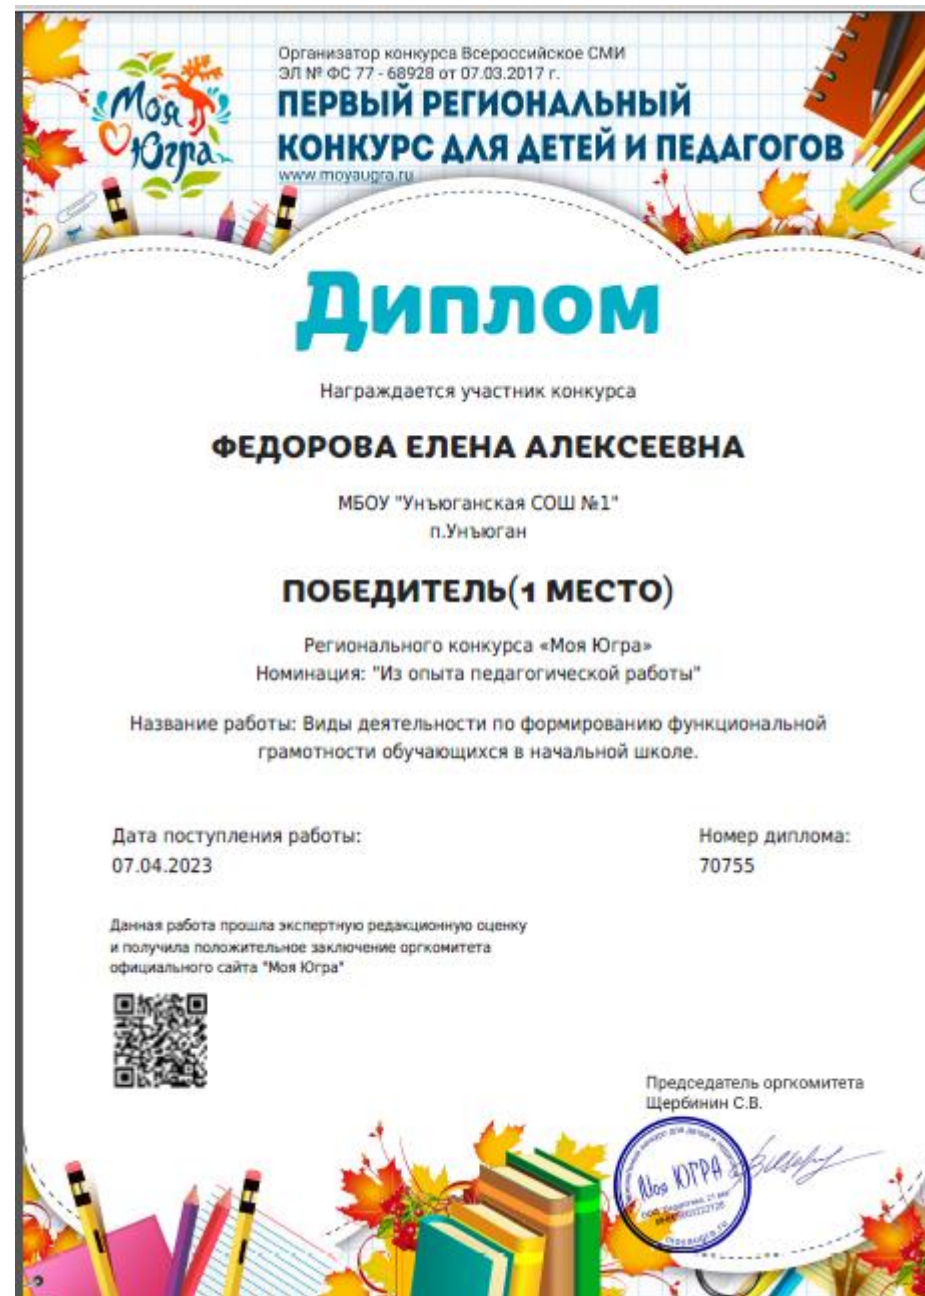 Моя
Югра
Организатор конкурса Всероссийское СМИ
ЭЛ № ФС 77 - 68928 от 07.03.2017 г.
ПЕРВЫЙ РЕГИОНАЛЬНЫЙ
КОНКУРС ДЛЯ ДЕТЕЙ И ПЕДАГОГОВ
www.moyaugra.ru
Диплом
Награждается участник конкурса
ФЕДОРОВА ЕЛЕНА АЛЕКСЕЕВНА
МБОУ "Унъюганская СОШ №1"
п.Унъюган
ПОБЕДИТЕЛЬ(1 МЕСТО)
Регионального конкурса «Моя Югра»
Номинация: "Из опыта педагогической работы"
Название работы: Виды деятельности по формированию функциональной
грамотности обучающихся в начальной школе.
Дата поступления работы:
07.04.2023
Номер диплома:
70755
Данная работа прошла экспертную редакционную оценку
и получила положительное заключение оргкомитета
официального сайта "Моя Югра"
Председатель оргкомитета
Щербинин С.В.
Моя ЮГРА
moyaugra.ru